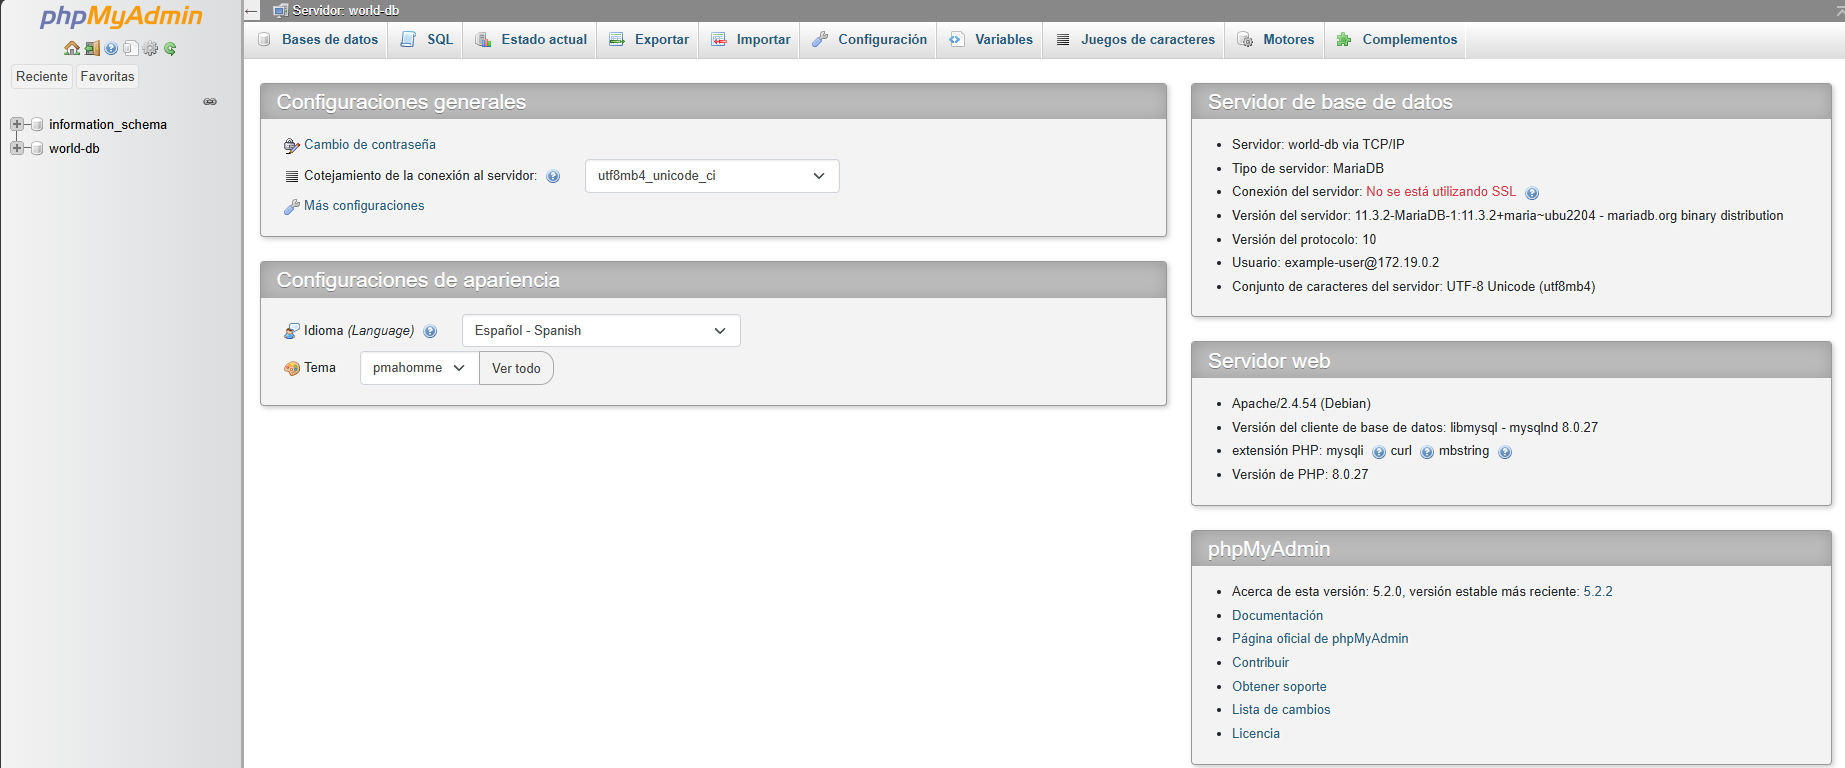 phpMyAdmin
Reciente Favoritas
information_schema
world-db
Servidor: world-db
Bases de datos SQL Estado actual Exportar Importar Configuración Variables Juegos de caracteres Motores Complementos
Configuraciones generales
Cambio de contraseña
Cotejamiento de la conexión al servidor: utf8mb4_unicode_ci
Más configuraciones
Configuraciones de apariencia
Idioma (Language) Español - Spanish
Tema pmahomme Ver todo
Servidor de base de datos
Servidor: world-db via TCP/IP
Tipo de servidor: MariaDB
Conexión del servidor: No se está utilizando SSL
Versión del servidor: 11.3.2-MariaDB-1:11.3.2+maria~ubu2204 - mariadb.org binary distribution
Versión del protocolo: 10
Usuario: example-user@172.19.0.2
Conjunto de caracteres del servidor: UTF-8 Unicode (utf8mb4)
Servidor web
Apache/2.4.54 (Debian)
Versión del cliente de base de datos: libmysql - mysqlnd 8.0.27
extensión PHP: mysqli curl mbstring
Versión de PHP: 8.0.27
phpMyAdmin
Acerca de esta versión: 5.2.0, versión estable más reciente: 5.2.2
Documentación
Página oficial de phpMyAdmin
Contribuir
Obtener soporte
Lista de cambios
Licencia